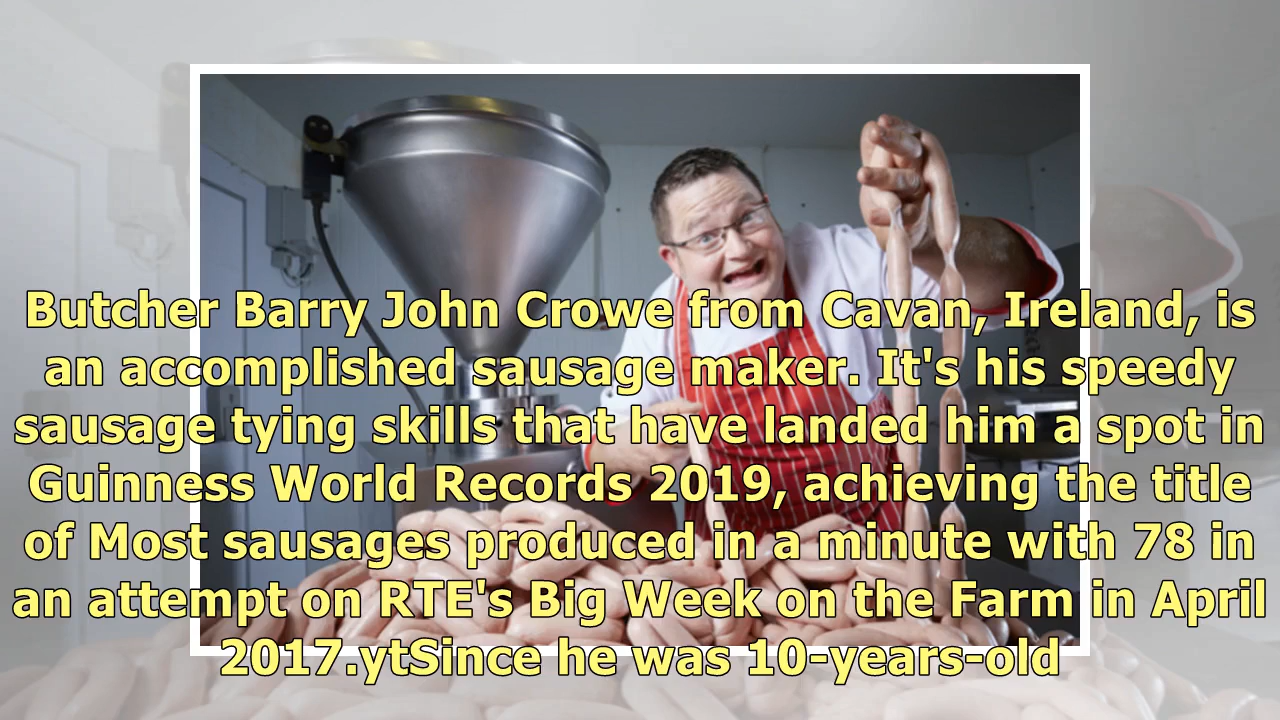 Butcher Barry John Crowe from Cavan, Ireland, is
an accomplished sausage maker. It's his speedy
sausage tying skills that have landed him a spot in
Guinness World Records 2019, achieving the title
of Most sausages produced in a minute with 78 in
an attempt on RTE's Big Week on the Farm in April
2017.ytSince he was 10-years-old